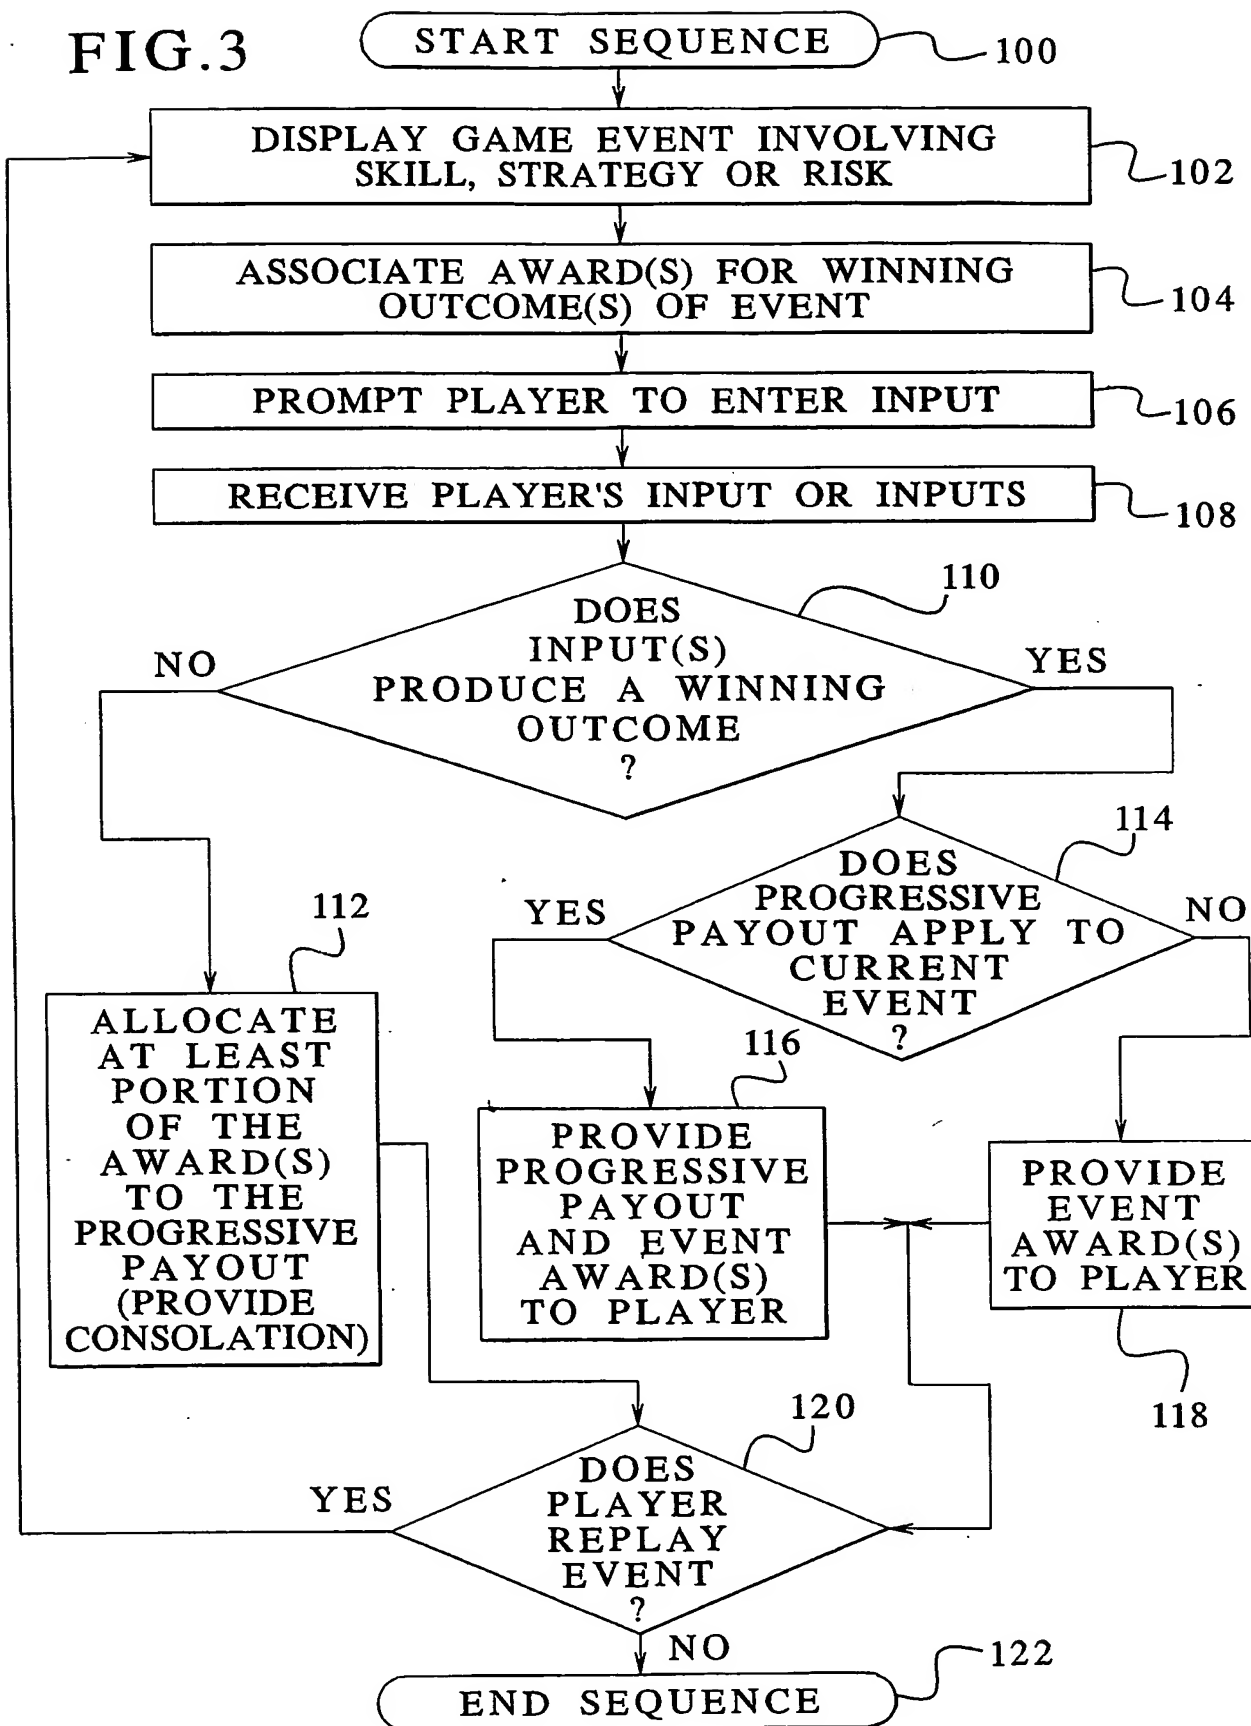 FIG.3
START SEQUENCE
100
DISPLAY GAME EVENT INVOLVING
SKILL, STRATEGY OR RISK
102
ASSOCIATE AWARD(S) FOR WINNING
OUTCOME(S) OF EVENT
104
PROMPT PLAYER TO ENTER INPUT
106
RECEIVE PLAYER'S INPUT OR INPUTS
108
110
DOES
INPUT(S)
PRODUCE A WINNING
OUTCOME
?
NO
YES
114
DOES
PROGRESSIVE
PAYOUT APPLY TO
CURRENT
EVENT
?
YES
NO
112
ALLOCATE
AT LEAST
PORTION
OF THE
AWARD(S)
TO THE
PROGRESSIVE
PAYOUT
(PROVIDE
CONSOLATION)
116
PROVIDE
PROGRESSIVE
PAYOUT
AND EVENT
AWARD(S)
TO PLAYER
PROVIDE
EVENT
AWARD(S)
TO PLAYER
118
120
DOES
PLAYER
REPLAY
EVENT
?
YES
NO
END SEQUENCE
122